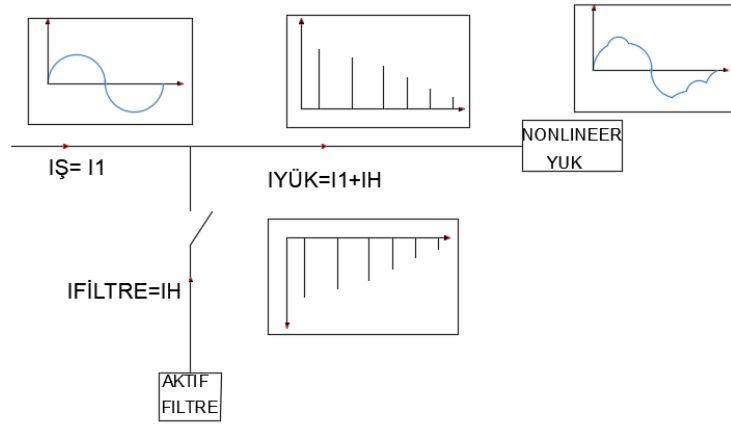 NONLINEER
YUK
IŞ= I1
IYÜK=I1+IH
IFİLTRE=IH
AKTIF
FILTRE